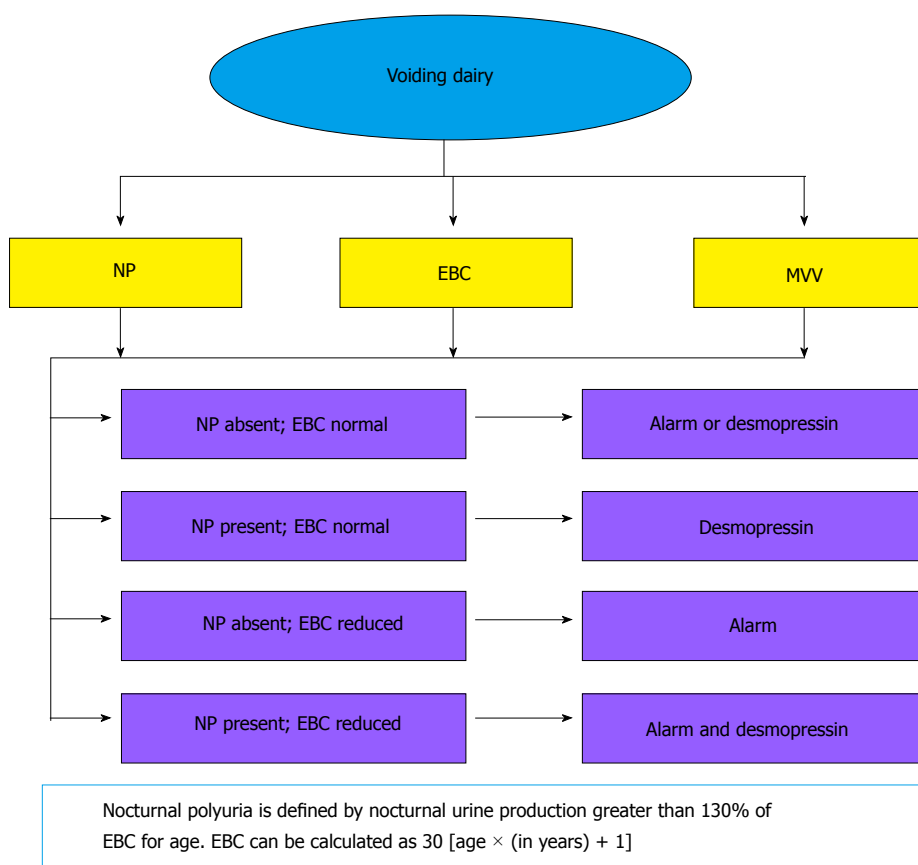 Voiding dairy
NP
EBC
MVV
NP absent; EBC normal
Alarm or desmopressin
NP present; EBC normal
Desmopressin
NP absent; EBC reduced
Alarm
NP present; EBC reduced
Alarm and desmopressin
Nocturnal polyuria is defined by nocturnal urine production greater than 130% of
EBC for age. EBC can be calculated as 30 [age × (in years) + 1]